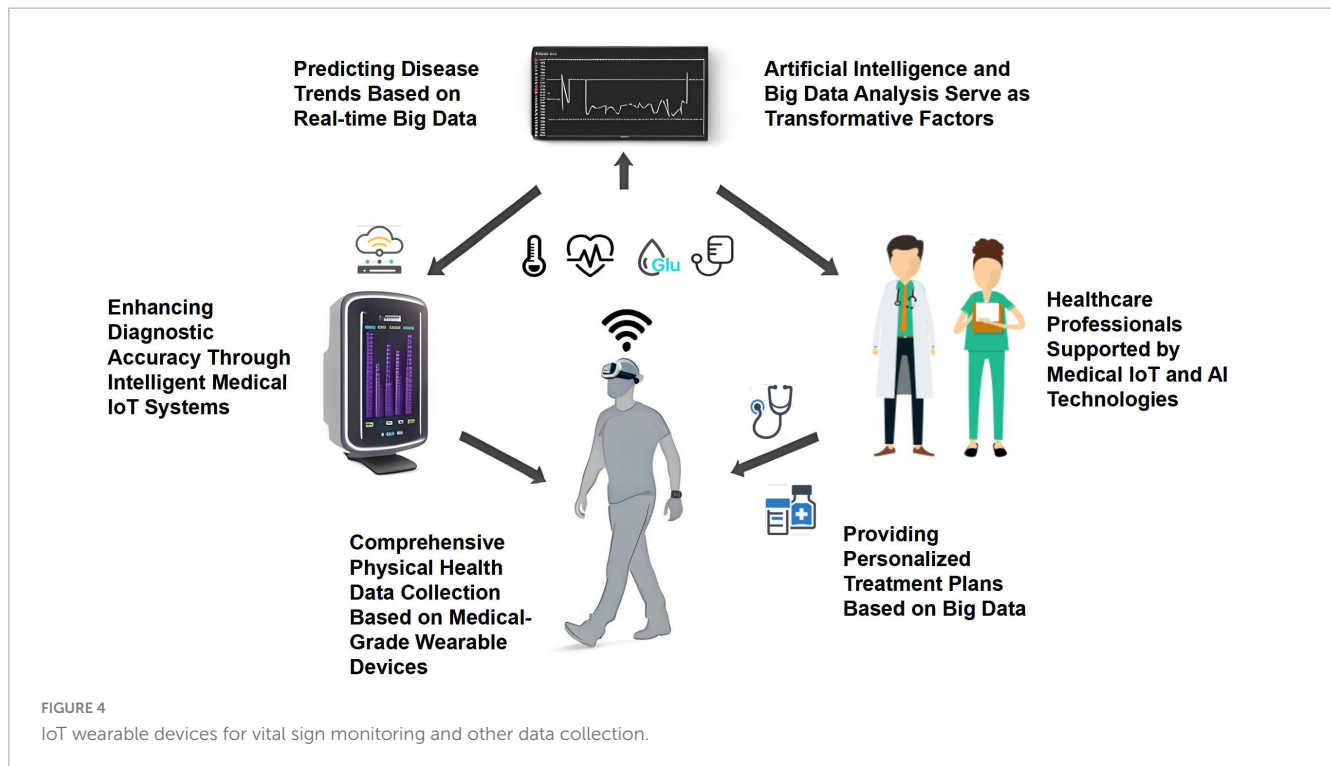 Predicting Disease
Trends Based on
Real-time Big Data
Artificial Intelligence and
Big Data Analysis Serve as
Transformative Factors
Glu
Enhancing
Diagnostic
Accuracy Through
Intelligent Medical
IoT Systems
Healthcare
Professionals
Supported by
Medical IoT and AI
Technologies
Comprehensive
Physical Health
Data Collection
Based on Medical-
Grade Wearable
Devices
Providing
Personalized
Treatment Plans
Based on Big Data
FIGURE 4
IoT wearable devices for vital sign monitoring and other data collection.